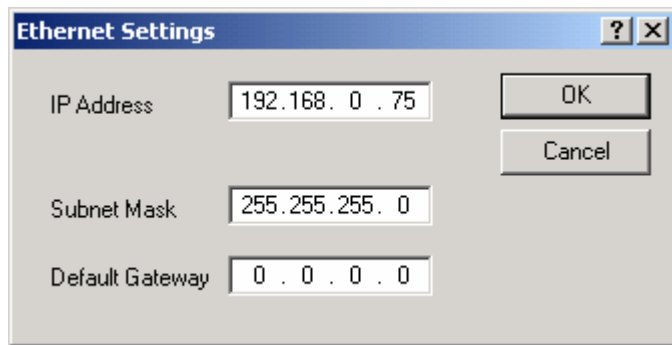 Ethernet Settings
IP Address 192.168. 0 .75
OK
Cancel
Subnet Mask 255.255.255. 0
Default Gateway 0 . 0 . 0 . 0